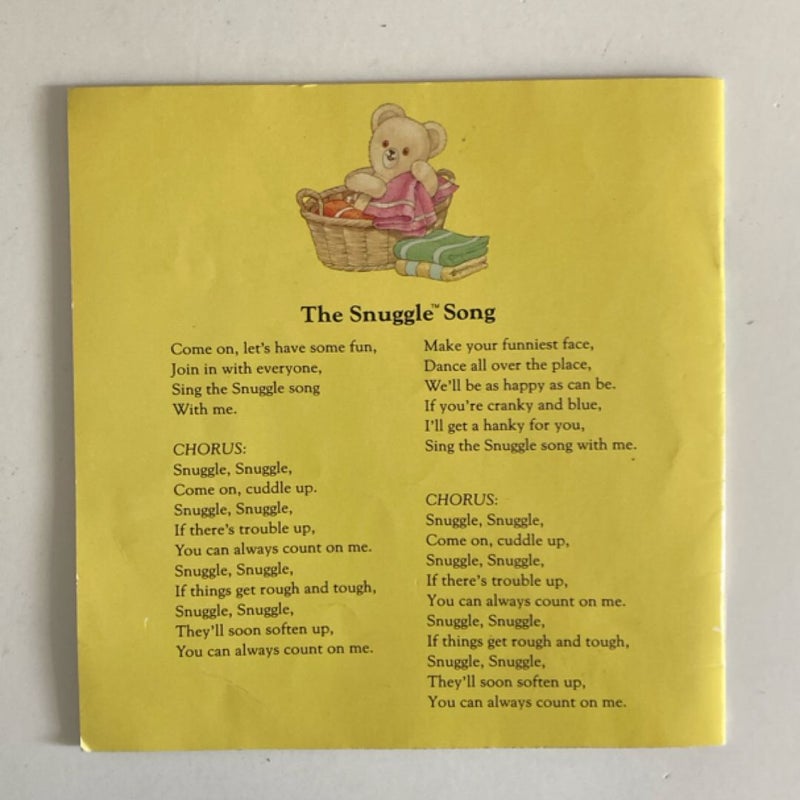 The Snuggle™ Song
Come on, let's have some fun,
Join in with everyone,
Sing the Snuggle song
With me.
CHORUS:
Snuggle, Snuggle,
Come on, cuddle up.
Snuggle, Snuggle,
If there's trouble up,
You can always count on me.
Snuggle, Snuggle,
If things get rough and tough,
Snuggle, Snuggle,
They'll soon soften up,
You can always count on me.
Make your funniest face,
Dance all over the place,
We'll be as happy as can be.
If you're cranky and blue,
I'll get a hanky for you,
Sing the Snuggle song with me.
CHORUS:
Snuggle, Snuggle,
Come on, cuddle up,
Snuggle, Snuggle,
If there's trouble up,
You can always count on me.
Snuggle, Snuggle,
If things get rough and tough,
Snuggle, Snuggle,
They'll soon soften up,
You can always count on me.